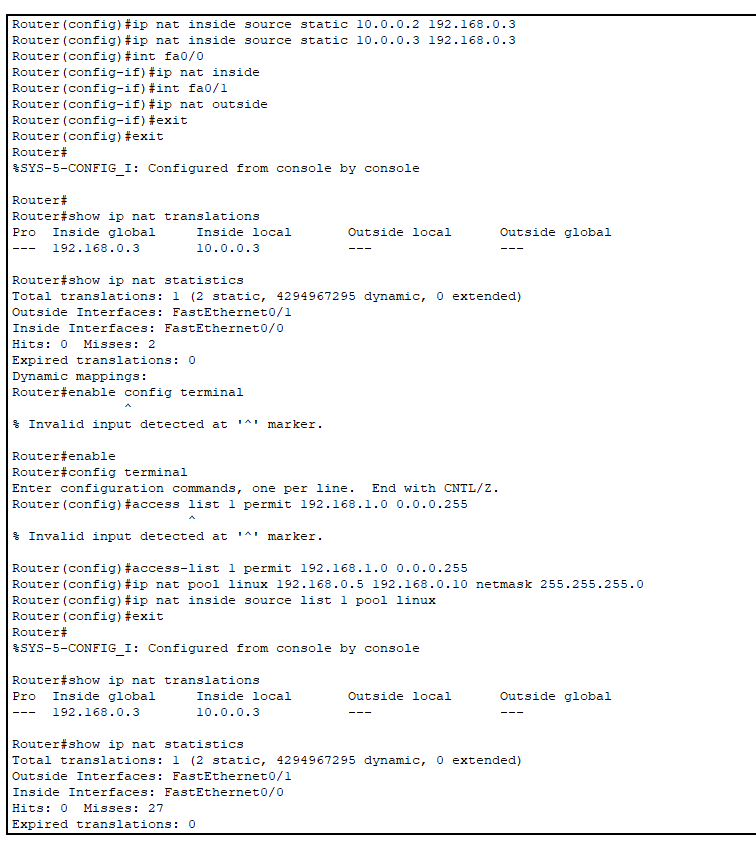 Router(config)#ip nat inside source static 10.0.0.2 192.168.0.3
Router(config)#ip nat inside source static 10.0.0.3 192.168.0.3
Router(config)#int fa0/0
Router(config-if)#ip nat inside
Router(config-if)#int fa0/1
Router(config-if)#ip nat outside
Router(config-if)#exit
Router(config)#exit
Router#
%SYS-5-CONFIG_I: Configured from console by console

Router#
Router#show ip nat translations
Pro  Inside global     Inside local       Outside local      Outside global
---  192.168.0.3       10.0.0.3           ---                ---

Router#show ip nat statistics
Total translations: 1 (2 static, 4294967295 dynamic, 0 extended)
Outside Interfaces: FastEthernet0/1
Inside Interfaces: FastEthernet0/0
Hits: 0  Misses: 2
Expired translations: 0
Dynamic mappings:
Router#enable config terminal
              ^
% Invalid input detected at '^' marker.

Router#enable
Router#config terminal
Enter configuration commands, one per line.  End with CNTL/Z.
Router(config)#access list 1 permit 192.168.1.0 0.0.0.255
                      ^
% Invalid input detected at '^' marker.

Router(config)#access-list 1 permit 192.168.1.0 0.0.0.255
Router(config)#ip nat pool linux 192.168.0.5 192.168.0.10 netmask 255.255.255.0
Router(config)#ip nat inside source list 1 pool linux
Router(config)#exit
Router#
%SYS-5-CONFIG_I: Configured from console by console

Router#show ip nat translations
Pro  Inside global     Inside local       Outside local      Outside global
---  192.168.0.3       10.0.0.3           ---                ---

Router#show ip nat statistics
Total translations: 1 (2 static, 4294967295 dynamic, 0 extended)
Outside Interfaces: FastEthernet0/1
Inside Interfaces: FastEthernet0/0
Hits: 0  Misses: 27
Expired translations: 0